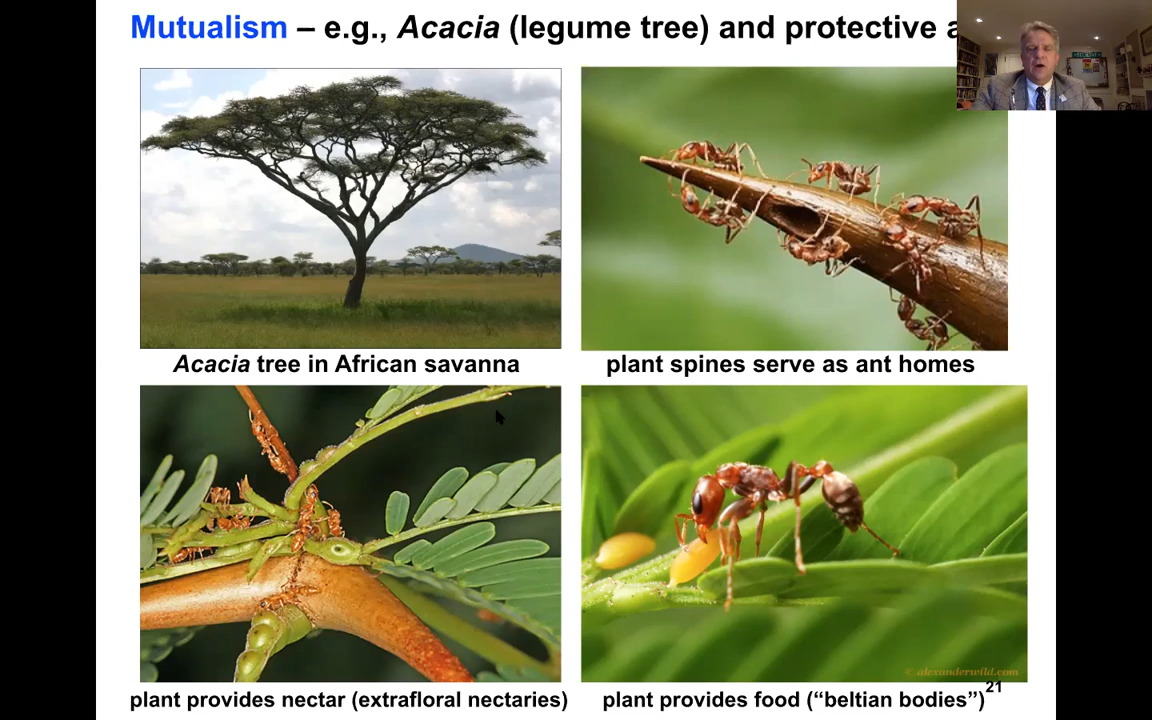 Mutualism – e.g., Acacia (legume tree) and protective a
Acacia tree in African savanna
plant spines serve as ant homes
© alexanderwild.com
plant provides nectar (extrafloral nectaries)
plant provides food (“beltian bodies”)
21